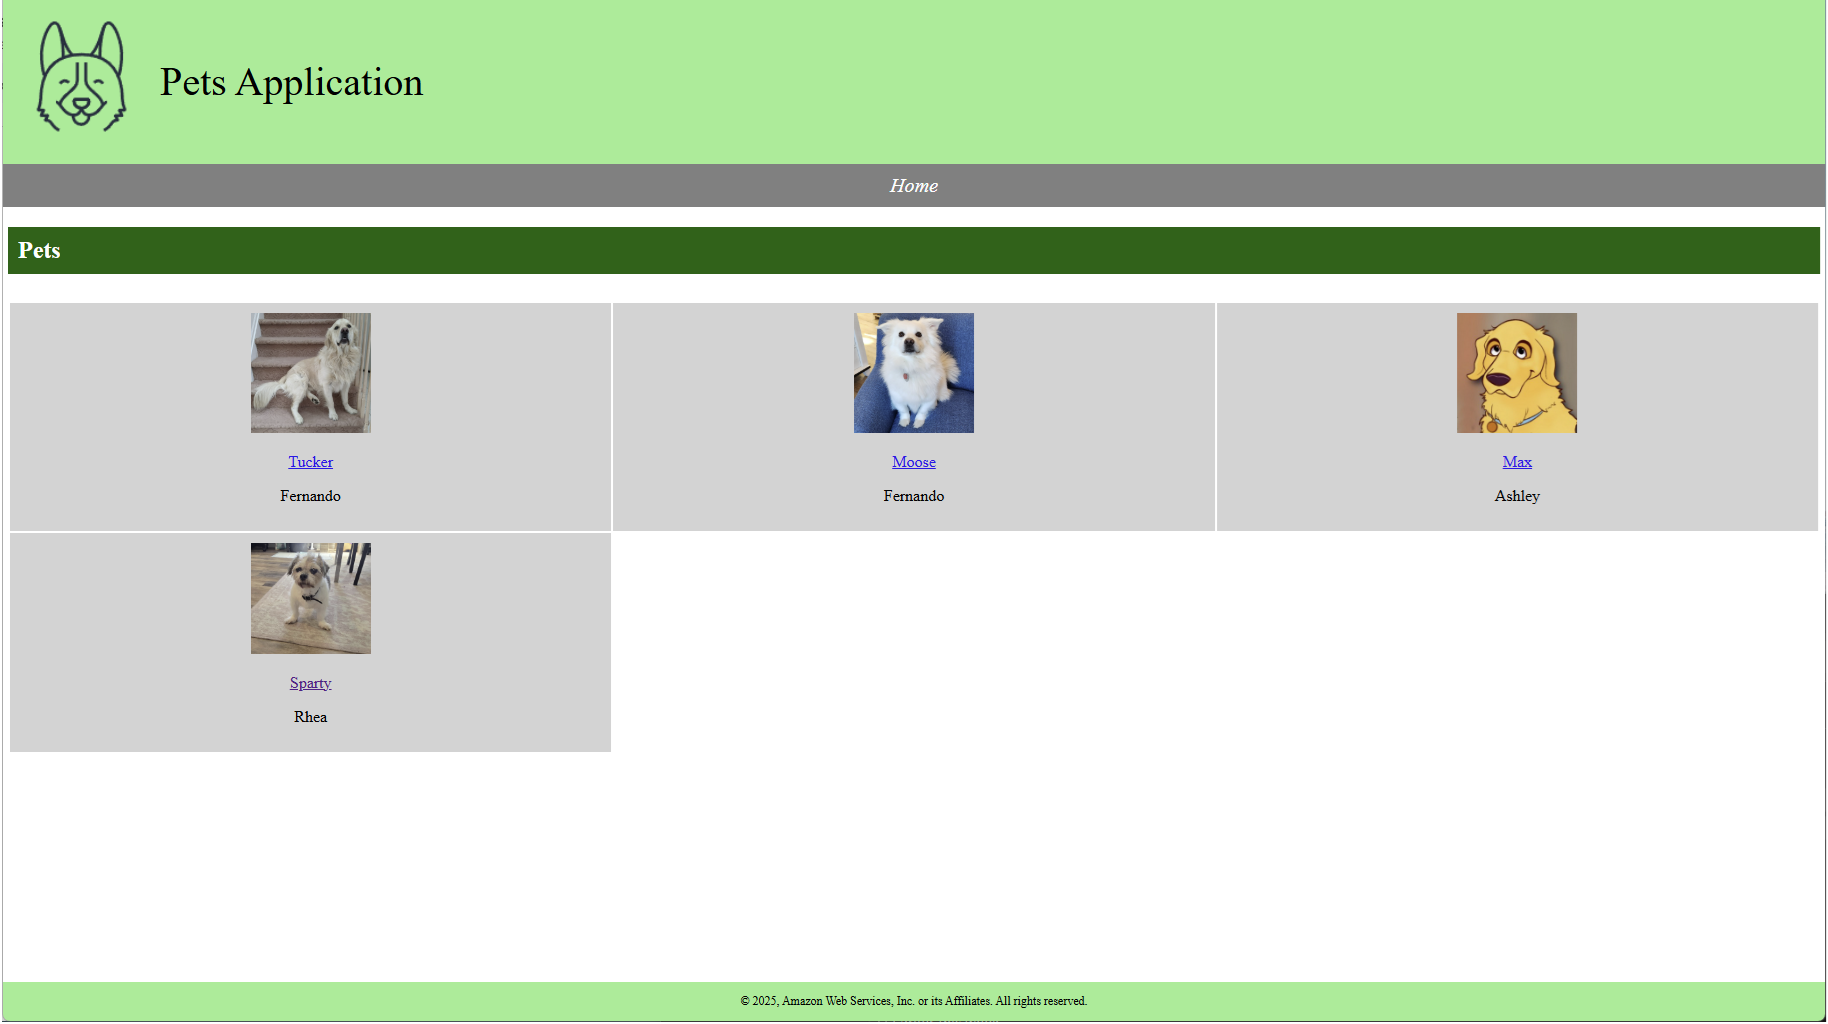 Pets Application
Home
Pets
Tucker
Fernando
Moose
Fernando
Max
Ashley
Sparty
Rhea
© 2025, Amazon Web Services, Inc. or its Affiliates. All rights reserved.